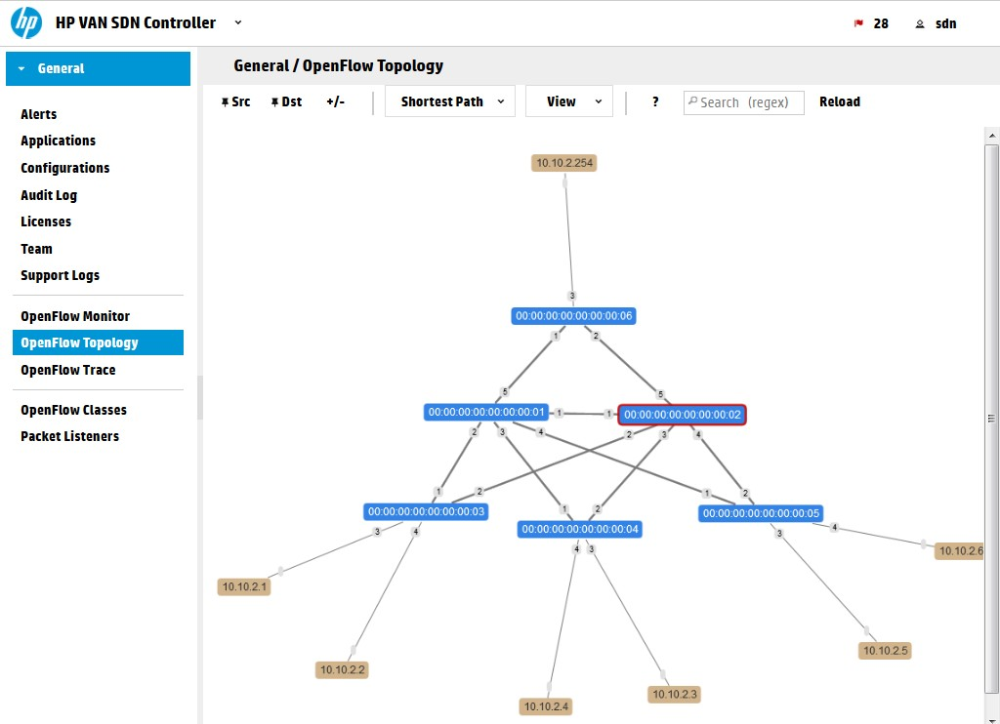 hp HP VAN SDN Controller 28 sdn
General
General / OpenFlow Topology
Src Dst +/- Shortest Path View ? Search (regex) Reload
Alerts
Applications
Configurations
Audit Log
Licenses
Team
Support Logs
OpenFlow Monitor
OpenFlow Topology
OpenFlow Trace
OpenFlow Classes
Packet Listeners
10.10.2.254
3
00:00:00:00:00:00:00:06
1 2
5 5
00:00:00:00:00:00:00:01 1 1 00:00:00:00:00:00:00:02
2 3 4 2 3 4
1 2 1 2 1 2
00:00:00:00:00:00:00:03 00:00:00:00:00:00:00:04 00:00:00:00:00:00:00:05
3 4 4 3 3 4
10.10.2.6
10.10.2.1
10.10.2.5
10.10.2.2
10.10.2.3
10.10.2.4